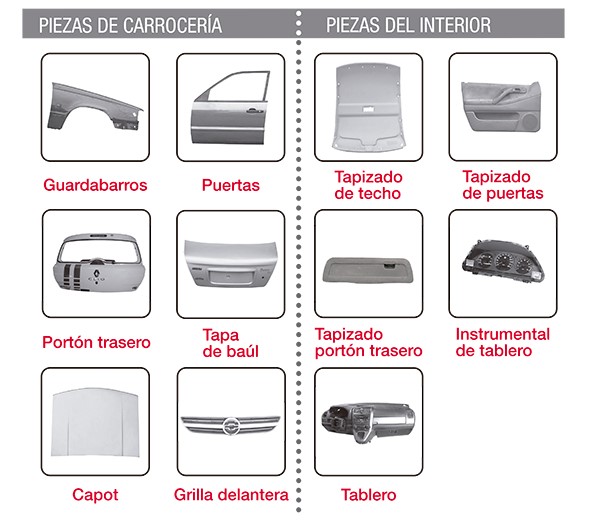 PIEZAS DE CARROCERÍA
PIEZAS DEL INTERIOR
Guardabarros
Puertas
Tapizado
de techo
Tapizado
de puertas
CLIO
Portón trasero
Tapa
de baúl
Tapizado
portón trasero
Instrumental
de tablero
Capot
Grilla delantera
Tablero